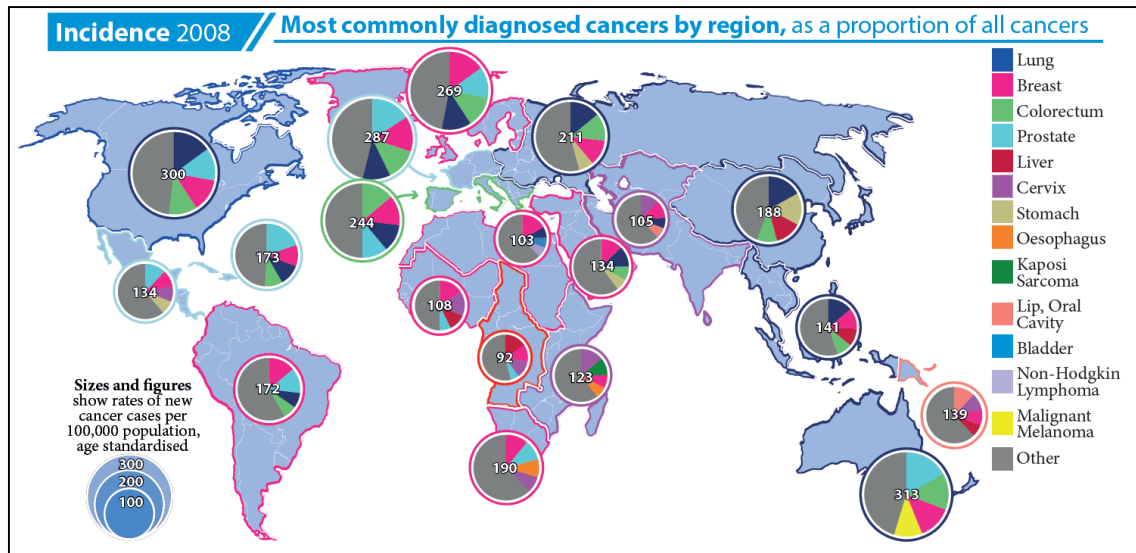 Incidence 2008
Most commonly diagnosed cancers by region, as a proportion of all cancers
269
287
211
300
244
188
105
103
173
134
134
108
141
92
123
172
139
190
313
Sizes and figures
show rates of new
cancer cases per
100,000 population,
age standardised
300
200
100
Lung
Breast
Colorectum
Prostate
Liver
Cervix
Stomach
Oesophagus
Kaposi
Sarcoma
Lip, Oral
Cavity
Bladder
Non-Hodgkin
Lymphoma
Malignant
Melanoma
Other